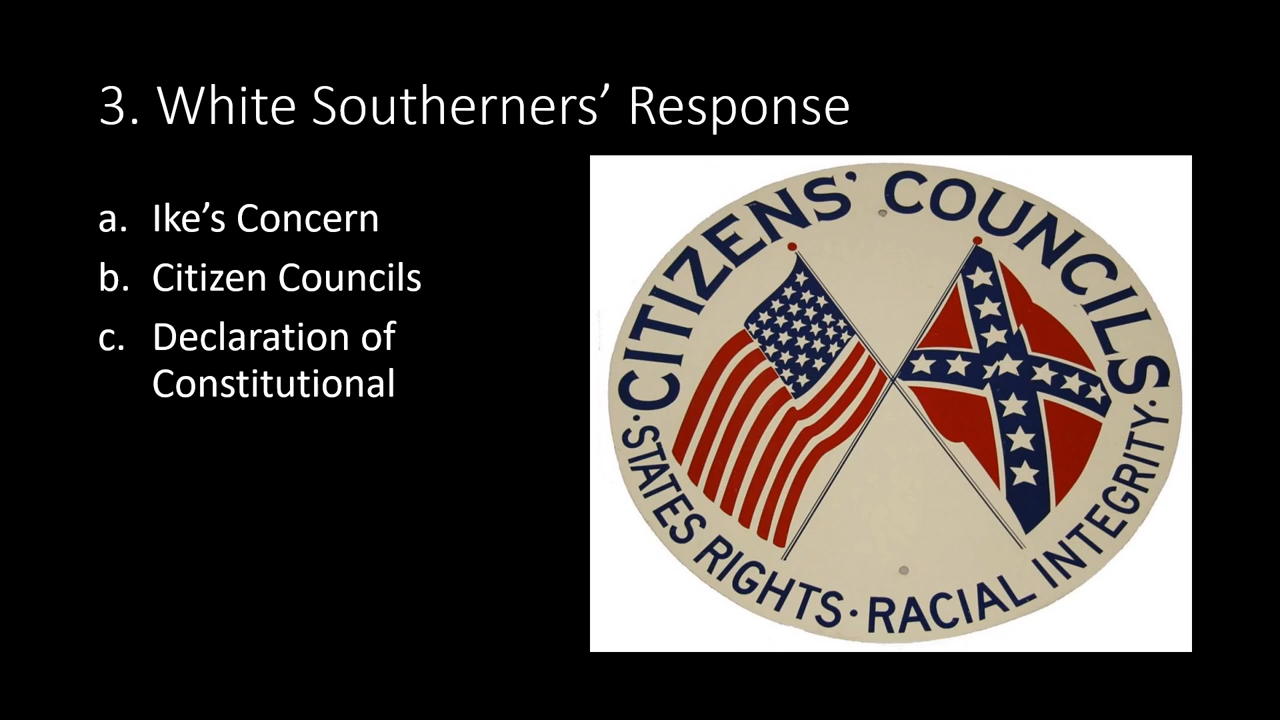 3. White Southerners’ Response
a. Ike’s Concern
b. Citizen Councils
c. Declaration of
Constitutional
CITIZENS’ COUNCILS
·STATES RIGHTS·RACIAL INTEGRITY·